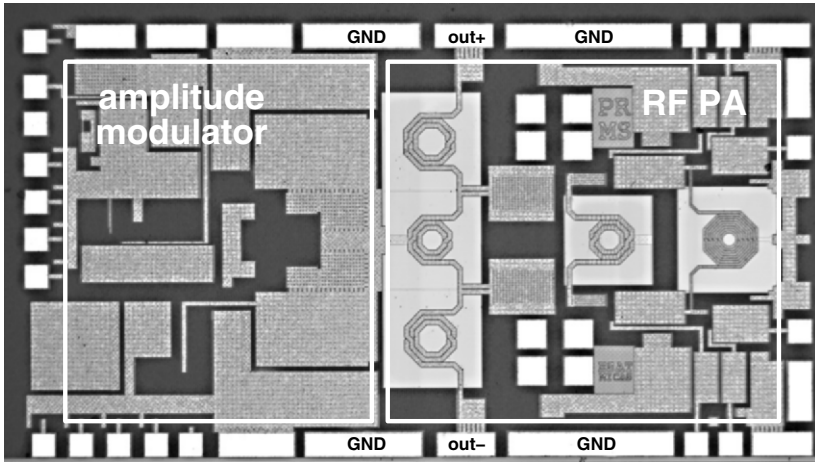 GND out+ GND
amplitude
modulator
RF PA
PR
MS
GND out− GND